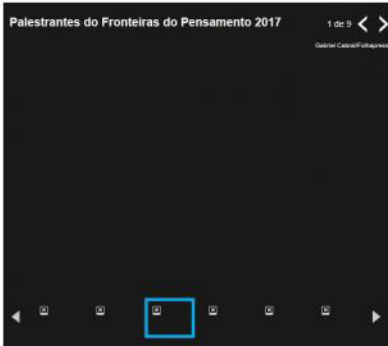 Palestrantes do Fronteiras do Pensamento 2017
1 de 9
Gabriel Cabral/Folhapress